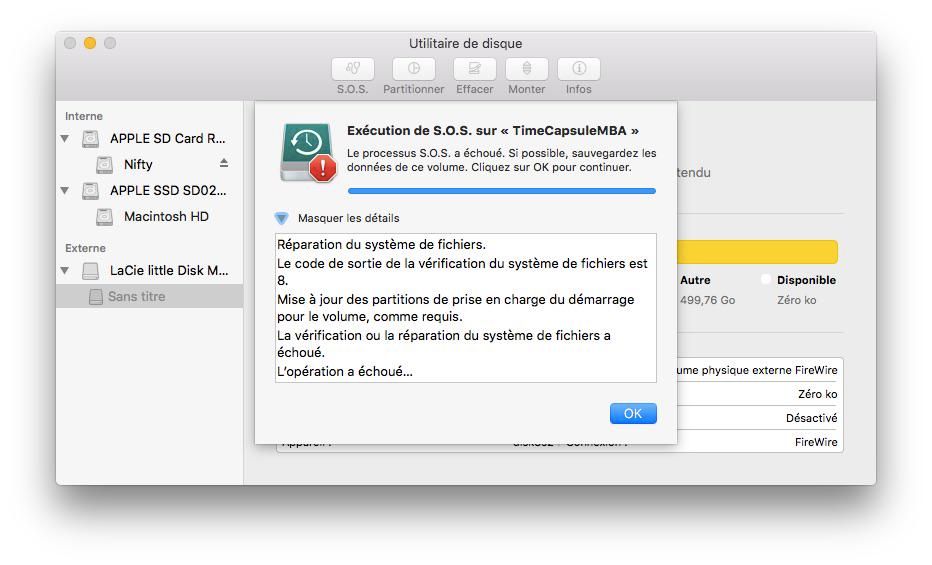 Utilitaire de disque
S.O.S. Partitionner Effacer Monter Infos
Interne
APPLE SD Card R...
Nifty
APPLE SSD SD02...
Macintosh HD
Externe
LaCie little Disk M...
Sans titre
Exécution de S.O.S. sur « TimeCapsuleMBA »
Le processus S.O.S. a échoué. Si possible, sauvegardez les
données de ce volume. Cliquez sur OK pour continuer.
Masquer les détails
Réparation du système de fichiers.
Le code de sortie de la vérification du système de fichiers est
8.
Mise à jour des partitions de prise en charge du démarrage
pour le volume, comme requis.
La vérification ou la réparation du système de fichiers a
échoué.
L'opération a échoué...
OK
tendu
Autre Disponible
499,76 Go Zéro ko
ume physique externe FireWire
Zéro ko
Désactivé
FireWire